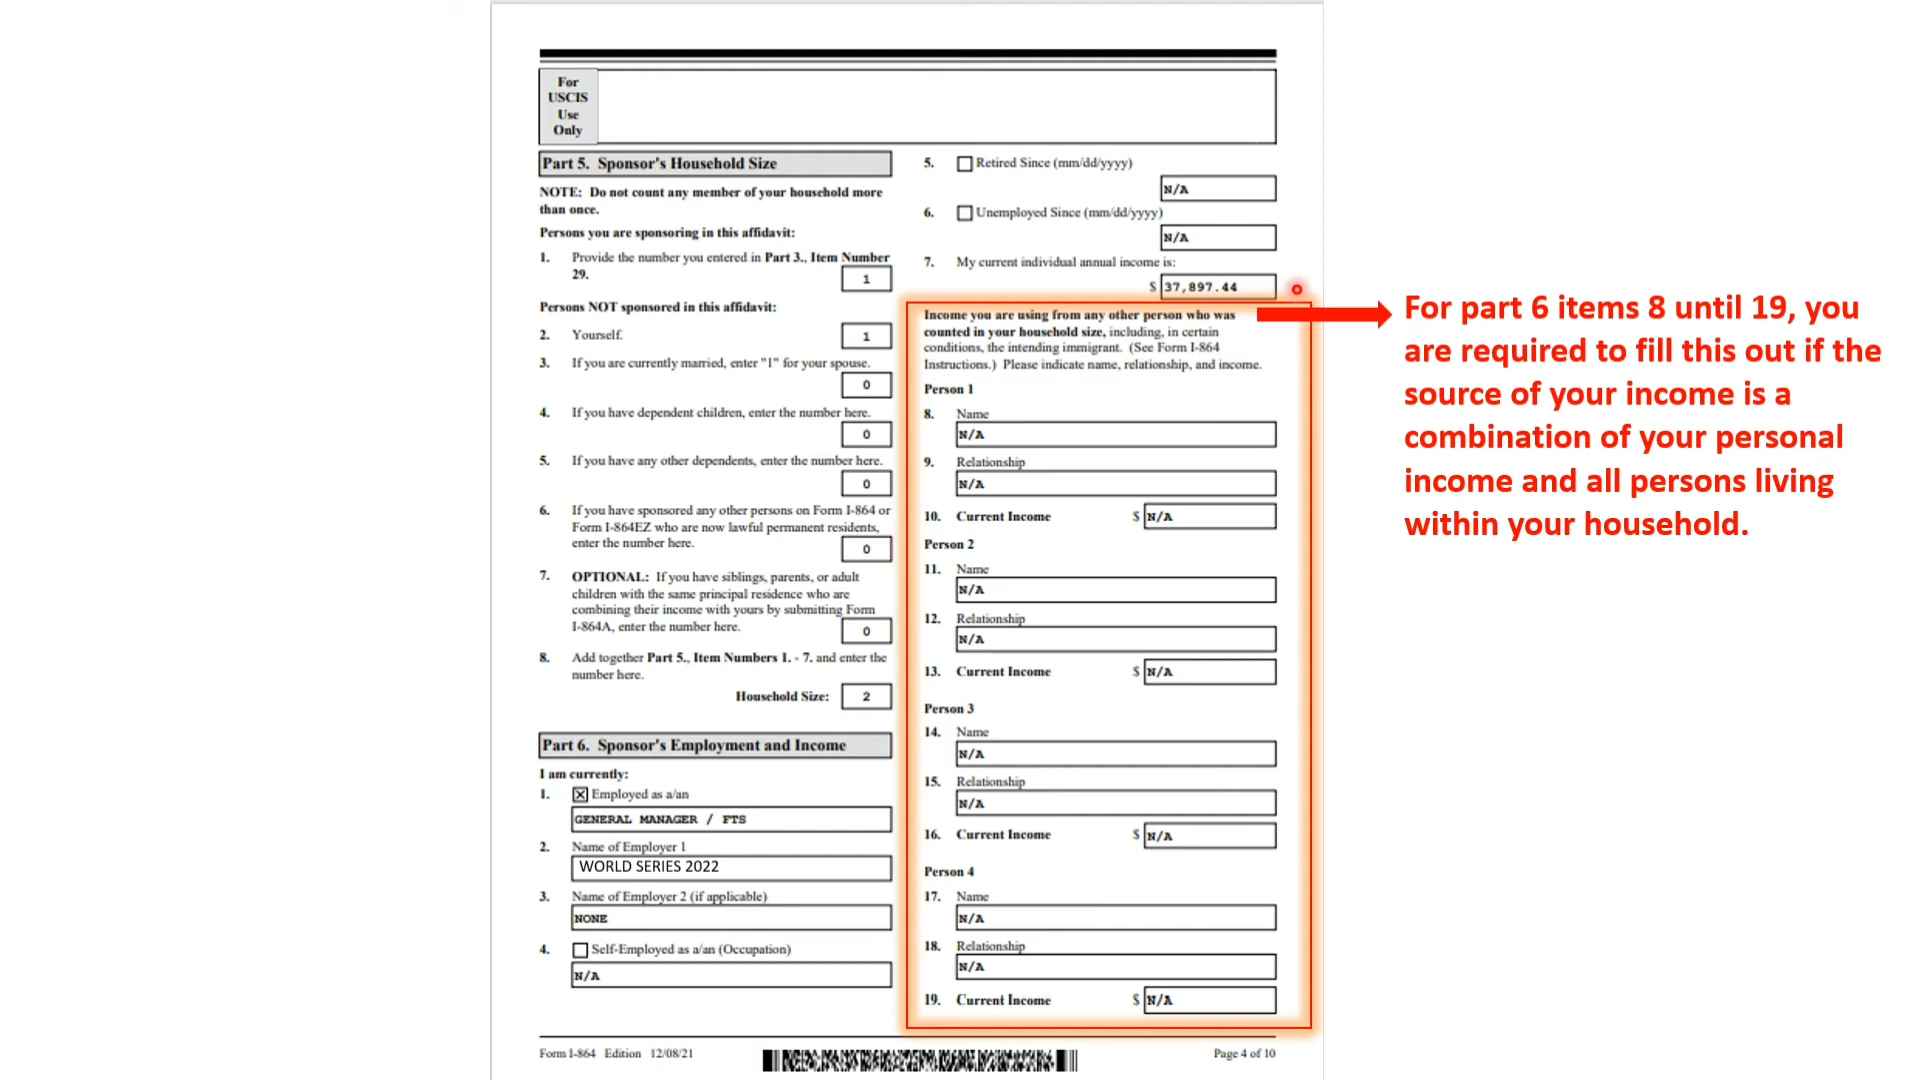 For
USCIS
Use
Only
Part 5. Sponsor's Household Size
NOTE: Do not count any member of your household more
than once.
Persons you are sponsoring in this affidavit:
1. Provide the number you entered in Part 3., Item Number
29.
1
Persons NOT sponsored in this affidavit:
2. Yourself.
1
3. If you are currently married, enter "1" for your spouse.
0
4. If you have dependent children, enter the number here.
0
5. If you have any other dependents, enter the number here.
0
6. If you have sponsored any other persons on Form I-864 or
Form I-864EZ who are now lawful permanent residents,
enter the number here.
0
7. OPTIONAL: If you have siblings, parents, or adult
children with the same principal residence who are
combining their income with yours by submitting Form
I-864A, enter the number here.
0
8. Add together Part 5., Item Numbers 1. - 7. and enter the
number here.
Household Size: 2
Part 6. Sponsor's Employment and Income
I am currently:
1. X Employed as a/an
GENERAL MANAGER / FTS
2. Name of Employer 1
WORLD SERIES 2022
3. Name of Employer 2 (if applicable)
NONE
4. Self-Employed as a/an (Occupation)
N/A
5. Retired Since (mm/dd/yyyy)
N/A
6. Unemployed Since (mm/dd/yyyy)
N/A
7. My current individual annual income is:
$ 37,897.44
Income you are using from any other person who was
counted in your household size, including, in certain
conditions, the intending immigrant. (See Form I-864
Instructions.) Please indicate name, relationship, and income.
Person 1
8. Name
N/A
9. Relationship
N/A
10. Current Income $ N/A
Person 2
11. Name
N/A
12. Relationship
N/A
13. Current Income $ N/A
Person 3
14. Name
N/A
15. Relationship
N/A
16. Current Income $ N/A
Person 4
17. Name
N/A
18. Relationship
N/A
19. Current Income $ N/A
Form I-864 Edition 12/08/21
Page 4 of 10
For part 6 items 8 until 19, you
are required to fill this out if the
source of your income is a
combination of your personal
income and all persons living
within your household.